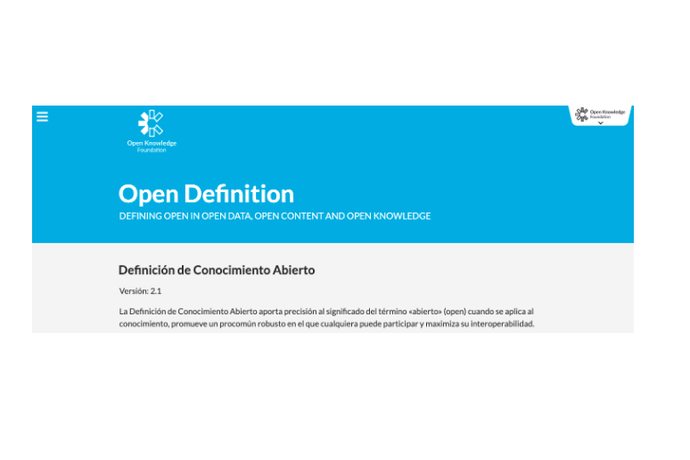 Open Knowledge
Foundation
Open Knowledge
Foundation
Open Definition
DEFINING OPEN IN OPEN DATA, OPEN CONTENT AND OPEN KNOWLEDGE
Definición de Conocimiento Abierto
Versión: 2.1
La Definición de Conocimiento Abierto aporta precisión al significado del término «abierto» (open) cuando se aplica al
conocimiento, promueve un procomún robusto en el que cualquiera puede participar y maximiza su interoperabilidad.